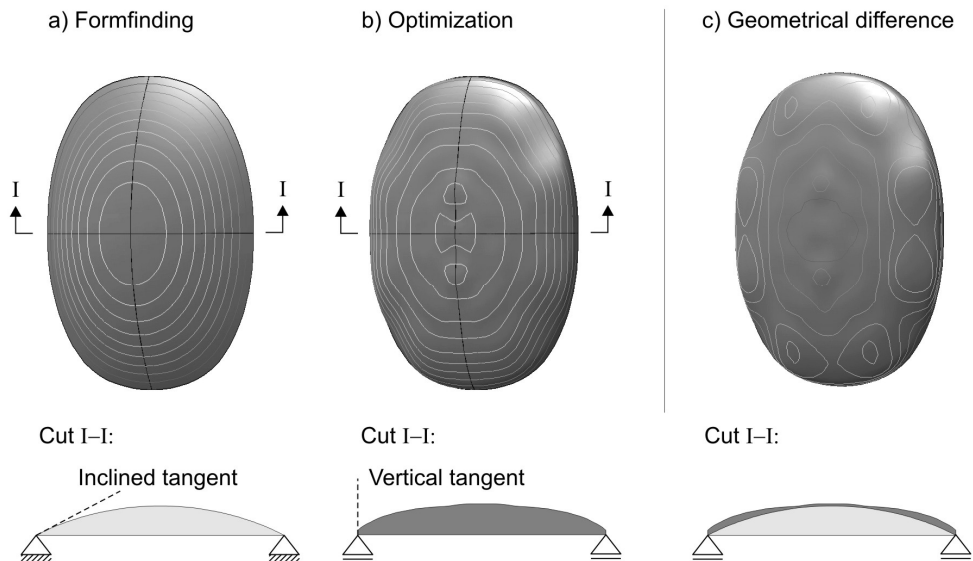 a) Formfinding
b) Optimization
c) Geometrical difference
I
I
I
I
Cut I–I:
Cut I–I:
Cut I–I:
Inclined tangent
Vertical tangent